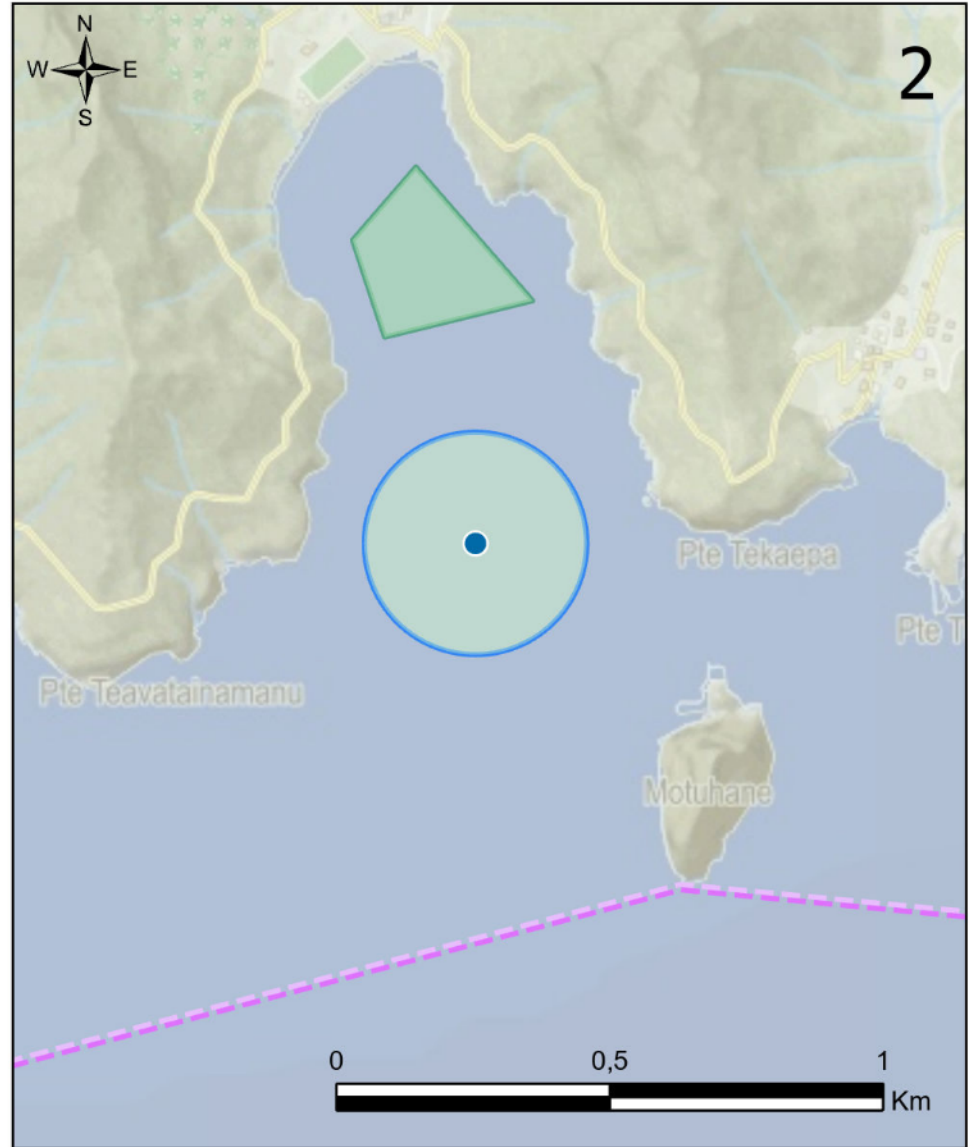 N
W E
S
2
Pte Tekaepa
Pte T
Pte Teavatainamanu
Motuhane
0 0,5 1
Km